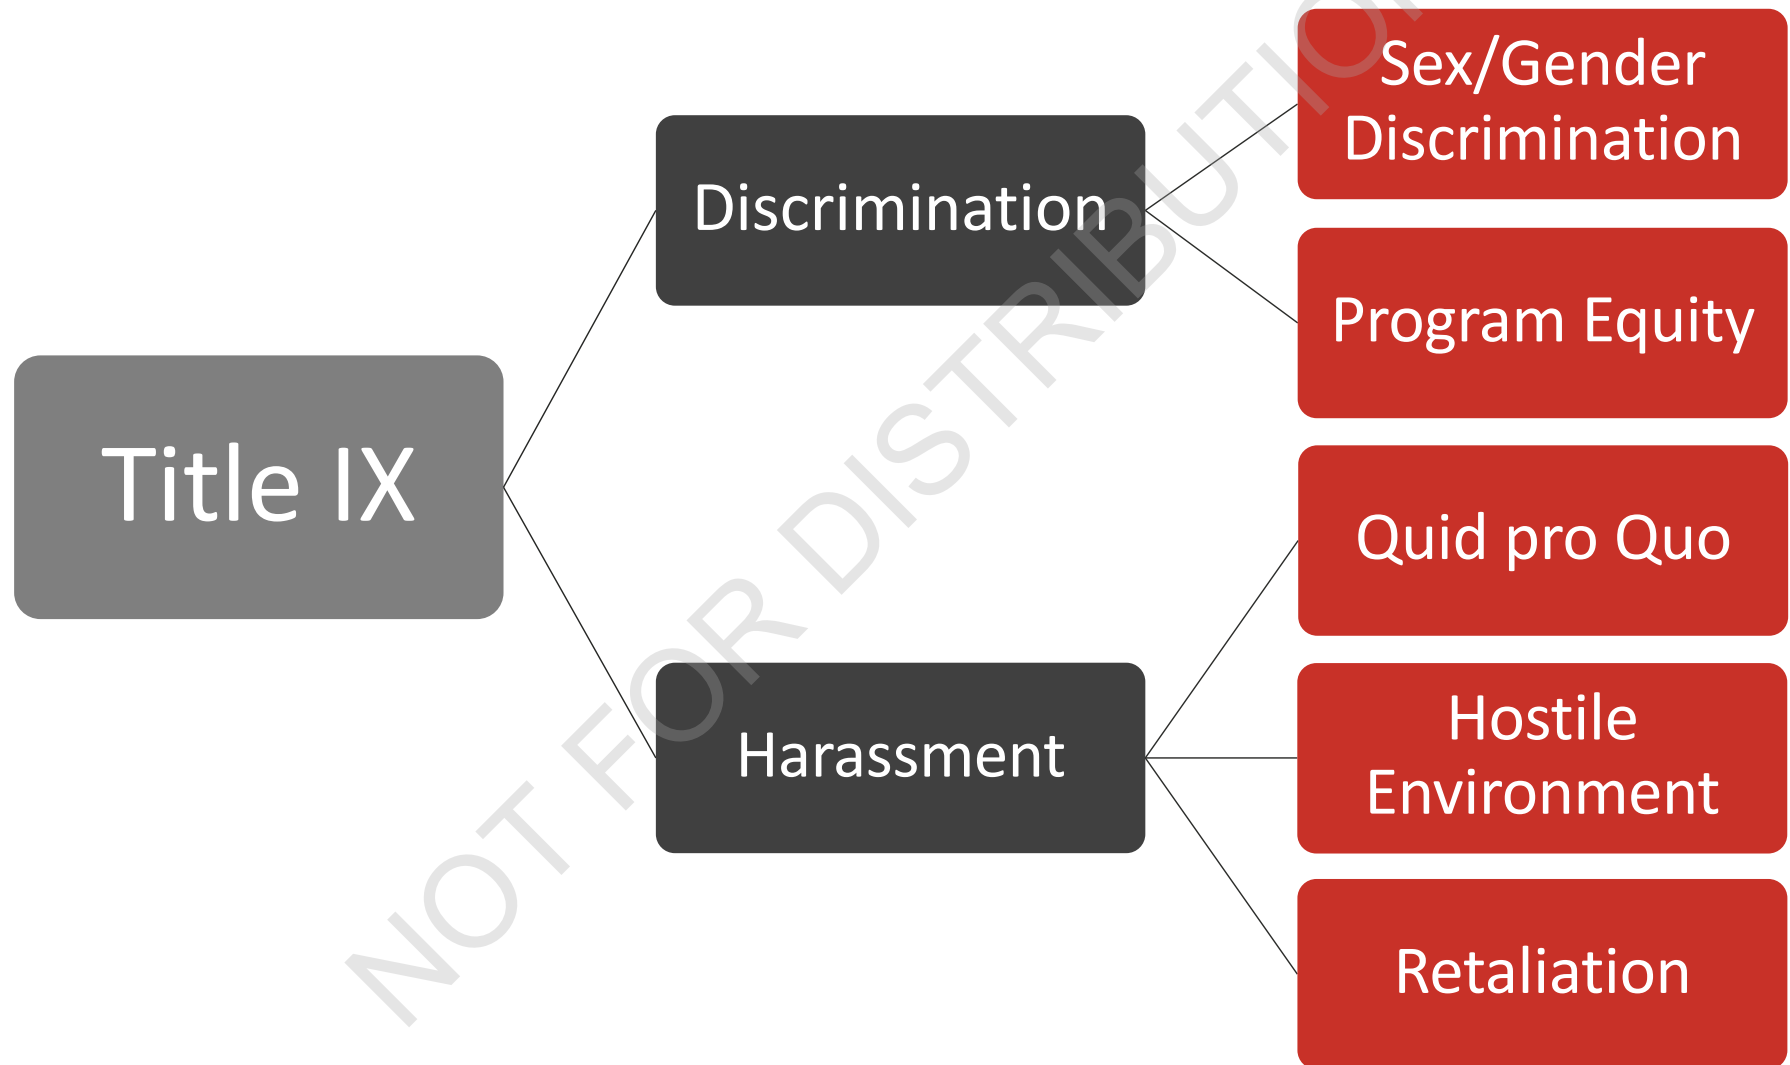 Title IX
Discrimination
Sex/Gender
Discrimination
Program Equity
Harassment
Quid pro Quo
Hostile
Environment
Retaliation
NOT FOR DISTRIBUTION